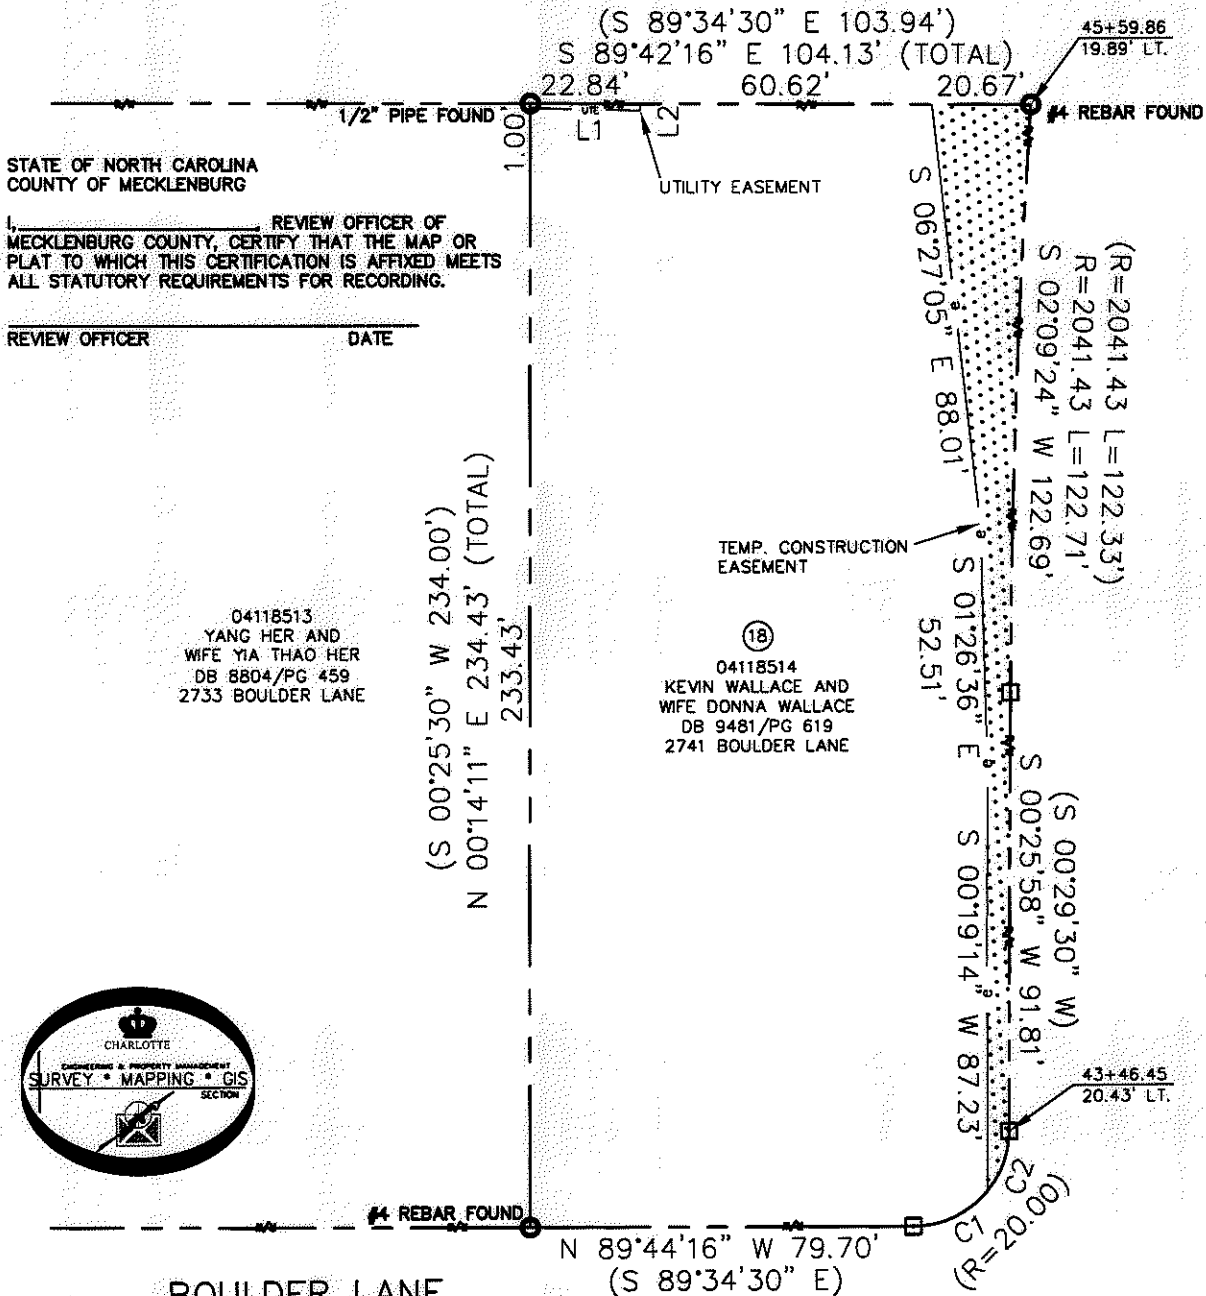 (S 89°34'30" E 103.94')
S 89°42'16" E 104.13' (TOTAL)
22.84' 60.62' 20.67'
45+59.86
19.89' LT.
1/2" PIPE FOUND
#4 REBAR FOUND
UTE
L1
L2
1.00'
UTILITY EASEMENT
STATE OF NORTH CAROLINA
COUNTY OF MECKLENBURG
I, REVIEW OFFICER OF
MECKLENBURG COUNTY, CERTIFY THAT THE MAP OR
PLAT TO WHICH THIS CERTIFICATION IS AFFIXED MEETS
ALL STATUTORY REQUIREMENTS FOR RECORDING.
REVIEW OFFICER DATE
S 06°27'05" E 88.01'
(R=2041.43 L=122.33')
R=2041.43 L=122.71'
S 02°09'24" W 122.69'
(S 00°25'30" W 234.00')
N 00°14'11" E 234.43' (TOTAL)
233.43'
TEMP. CONSTRUCTION
EASEMENT
S 01°26'36" E
52.51'
04118513
YANG HER AND
WIFE YIA THAO HER
DB 8804/PG 459
2733 BOULDER LANE
18
04118514
KEVIN WALLACE AND
WIFE DONNA WALLACE
DB 9481/PG 619
2741 BOULDER LANE
(S 00°29'30" W)
S 00°25'58" W 91.81'
S 00°19'14" W 87.23'
CHARLOTTE
ENGINEERING & PROPERTY MANAGEMENT
SURVEY * MAPPING * GIS
SECTION
43+46.45
20.43' LT.
C2
C1
(R=20.00)
#4 REBAR FOUND
N 89°44'16" W 79.70'
(S 89°34'30" E)
BOULDER LANE